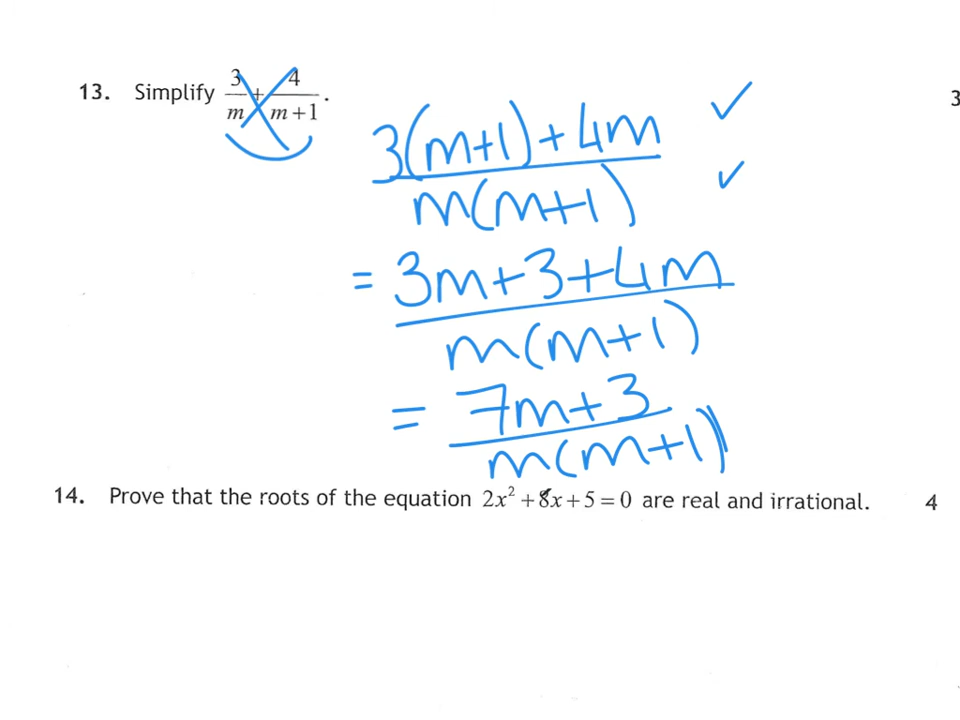 13. Simplify 3/m + 4/(m+1).
3
3(m+1)+4m
m(m+1)
= 3m+3+4m
m(m+1)
= 7m+3
m(m+1)
14. Prove that the roots of the equation 2x² + 8x + 5 = 0 are real and irrational. 4